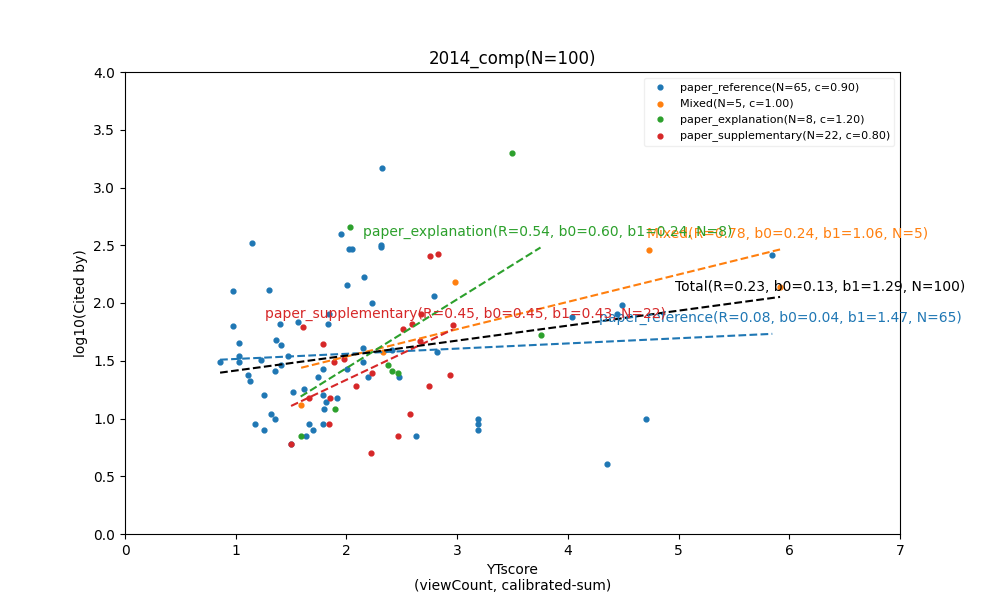 2014_comp(N=100)
4.0
3.5
3.0
2.5
2.0
1.5
1.0
0.5
0.0
log10(Cited by)
paper_reference(N=65, c=0.90)
Mixed(N=5, c=1.00)
paper_explanation(N=8, c=1.20)
paper_supplementary(N=22, c=0.80)
paper_explanation(R=0.54, b0=0.60, b1=0.24, N=8)
Mixed(R=0.78, b0=0.24, b1=1.06, N=5)
Total(R=0.23, b0=0.13, b1=1.29, N=100)
paper_supplementary(R=0.45, b0=0.45, b1=0.43, N=22)
paper_reference(R=0.08, b0=0.04, b1=1.47, N=65)
0 1 2 3 4 5 6 7
YTscore
(viewCount, calibrated-sum)